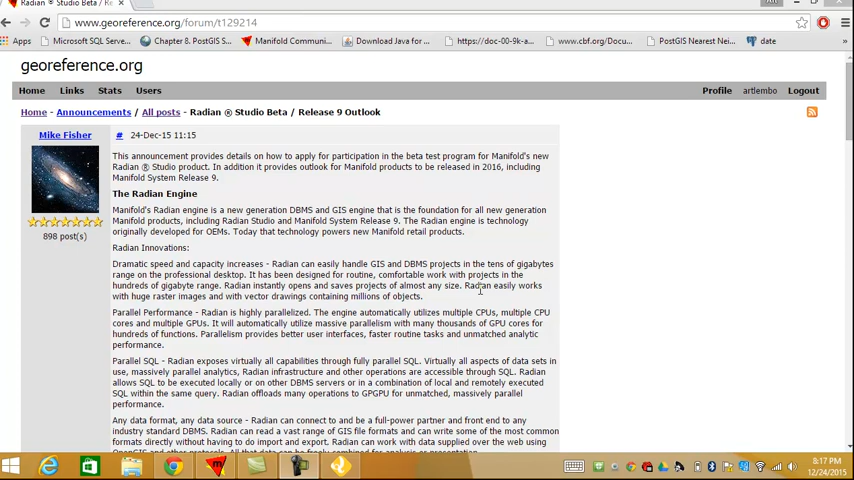 Radian ® Studio Beta / Re
www.georeference.org/forum/t129214
Apps Microsoft SQL Serve... Chapter 8. PostGIS S... Manifold Communi... Download Java for W... https://doc-00-9k-a... www.cbf.org/Docu... PostGIS Nearest Nei... date »
georeference.org
Home Links Stats Users Profile artlembo Logout
Home - Announcements / All posts - Radian ® Studio Beta / Release 9 Outlook
Mike Fisher # 24-Dec-15 11:15
898 post(s)
This announcement provides details on how to apply for participation in the beta test program for Manifold's new
Radian ® Studio product. In addition it provides outlook for Manifold products to be released in 2016, including
Manifold System Release 9.
The Radian Engine
Manifold's Radian engine is a new generation DBMS and GIS engine that is the foundation for all new generation
Manifold products, including Radian Studio and Manifold System Release 9. The Radian engine is technology
originally developed for OEMs. Today that technology powers new Manifold retail products.
Radian Innovations:
Dramatic speed and capacity increases - Radian can easily handle GIS and DBMS projects in the tens of gigabytes
range on the professional desktop. It has been designed for routine, comfortable work with projects in the
hundreds of gigabyte range. Radian instantly opens and saves projects of almost any size. Radian easily works
with huge raster images and with vector drawings containing millions of objects.
Parallel Performance - Radian is highly parallelized. The engine automatically utilizes multiple CPUs, multiple CPU
cores and multiple GPUs. It will automatically utilize massive parallelism with many thousands of GPU cores for
hundreds of functions. Parallelism provides better user interfaces, faster routine tasks and unmatched analytic
performance.
Parallel SQL - Radian exposes virtually all capabilities through fully parallel SQL. Virtually all aspects of data sets in
use, massively parallel analytics, Radian infrastructure and other operations are accessible through SQL. Radian
allows SQL to be executed locally or on other DBMS servers or in a combination of local and remotely executed
SQL within the same query. Radian offloads many operations to GPGPU for unmatched, massively parallel
performance.
Any data format, any data source - Radian can connect to and be a full-power partner and front end to any
industry standard DBMS. Radian can read a vast range of GIS file formats and can write some of the most common
formats directly without having to do import and export. Radian can work with data supplied over the web using
OpenGIS and other protocols. All that data can be freely combined for analysis or presentation.
8:17 PM
12/24/2015